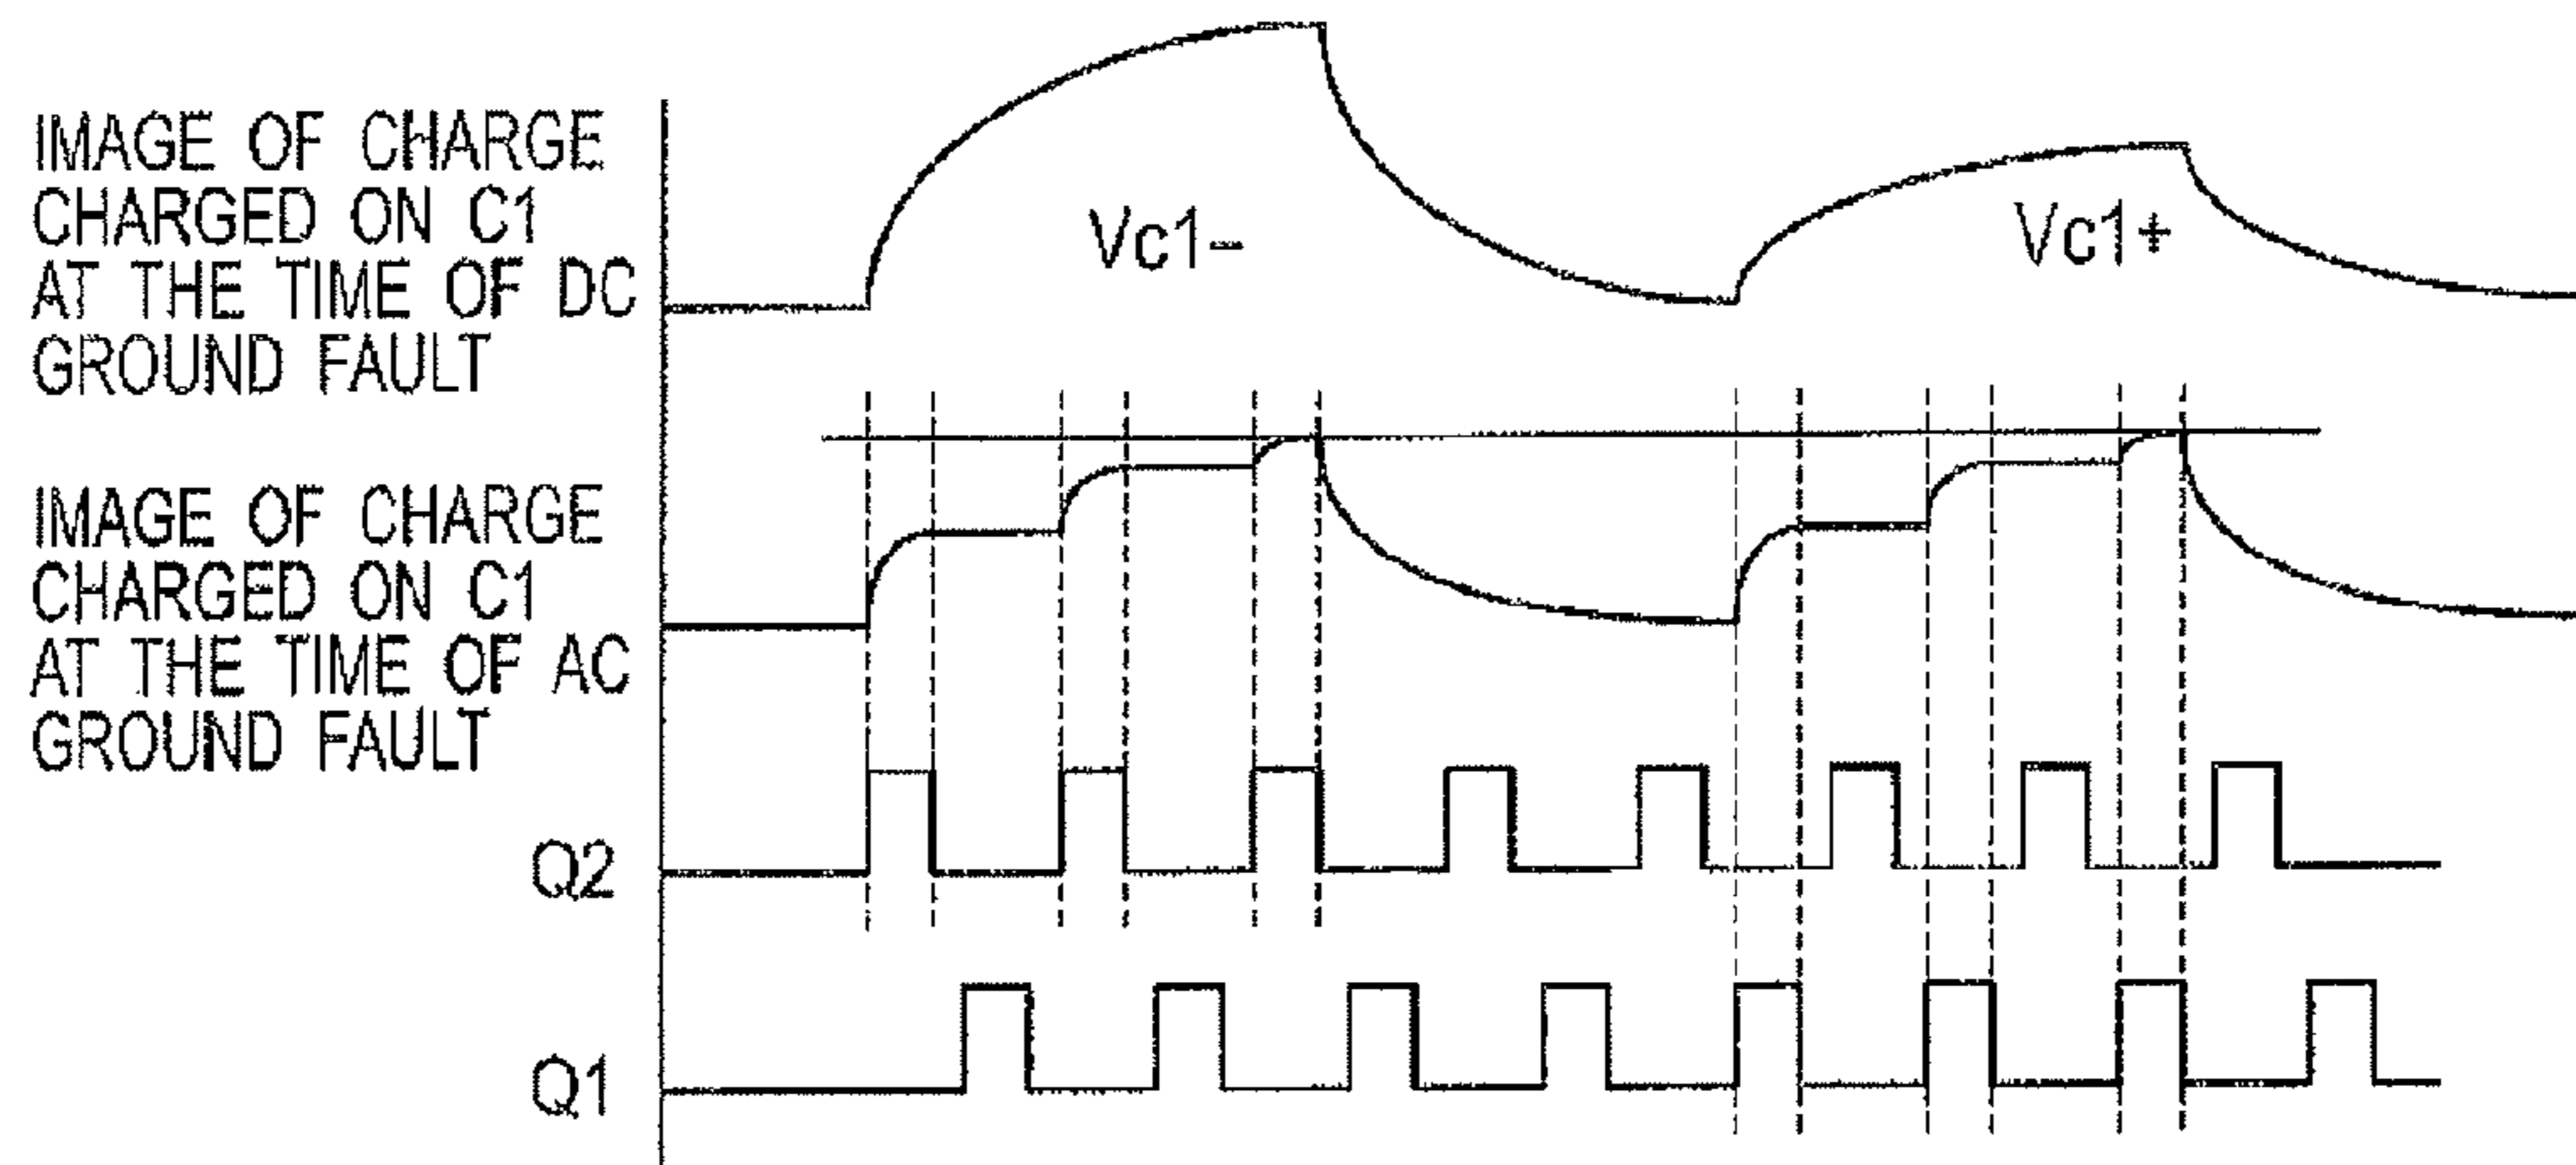 IMAGE OF CHARGE
CHARGED ON C1
AT THE TIME OF DC
GROUND FAULT
Vc1-
Vc1+
IMAGE OF CHARGE
CHARGED ON C1
AT THE TIME OF AC
GROUND FAULT
Q2
Q1